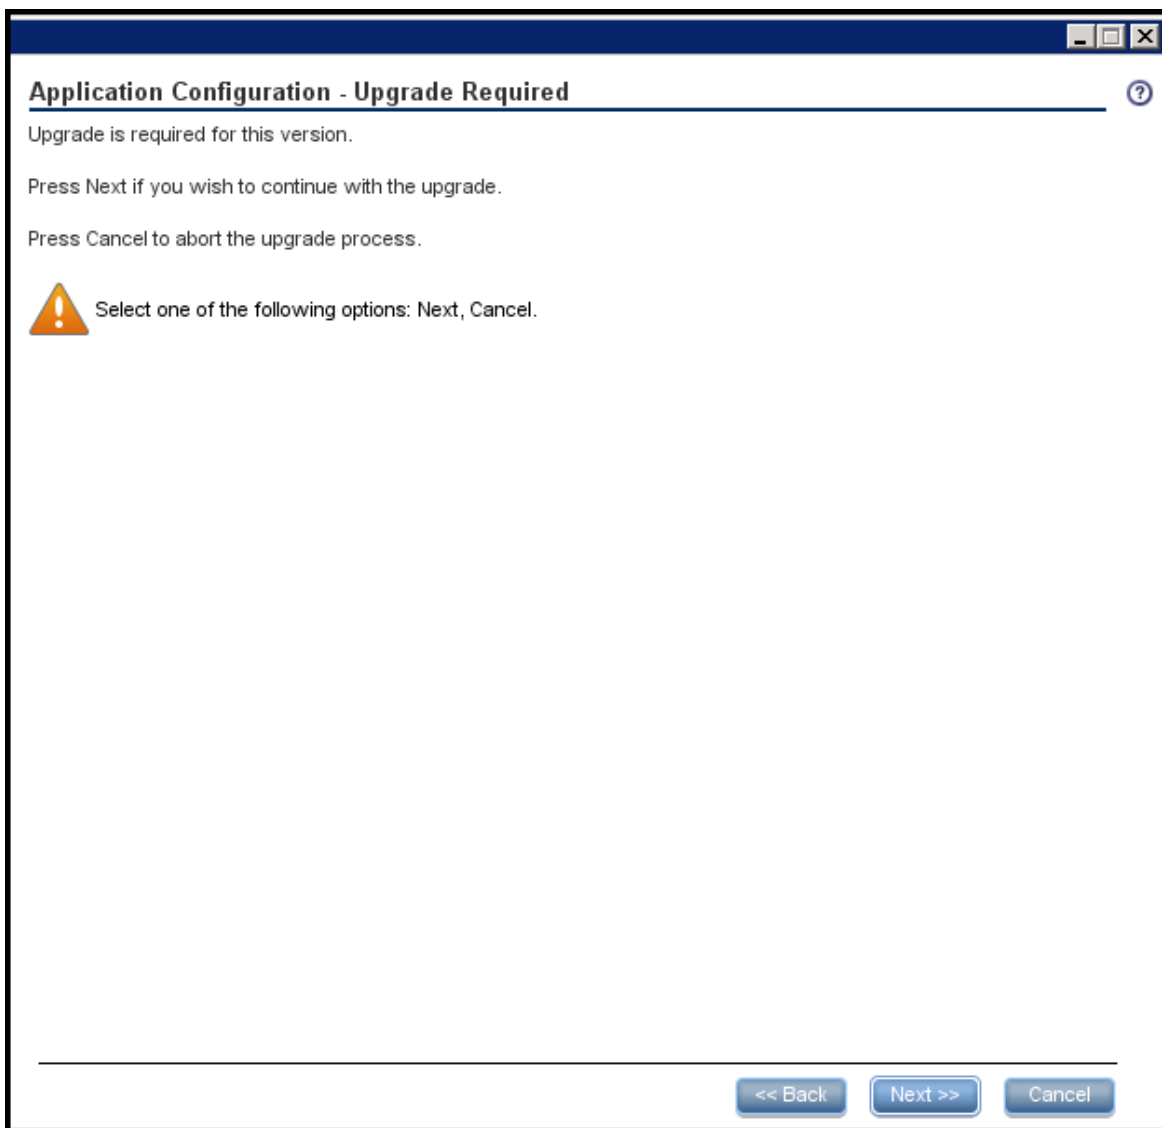 Application Configuration - Upgrade Required
Upgrade is required for this version.
Press Next if you wish to continue with the upgrade.
Press Cancel to abort the upgrade process.
Select one of the following options: Next, Cancel.
<< Back
Next >>
Cancel